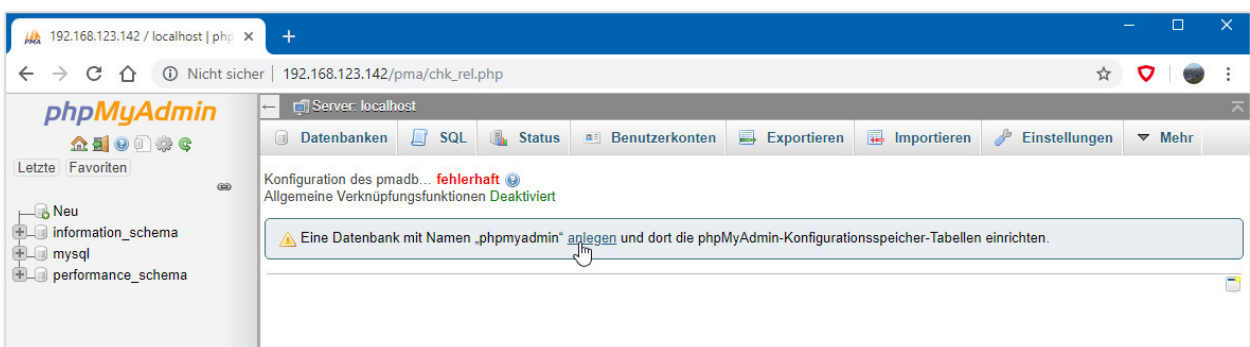 192.168.123.142 / localhost | php
Nicht sicher | 192.168.123.142/pma/chk_rel.php
phpMyAdmin
Letzte Favoriten
Neu
information_schema
mysql
performance_schema
Server: localhost
Datenbanken SQL Status Benutzerkonten Exportieren Importieren Einstellungen Mehr
Konfiguration des pmadb... fehlerhaft
Allgemeine Verknüpfungsfunktionen Deaktiviert
Eine Datenbank mit Namen „phpmyadmin“ anlegen und dort die phpMyAdmin-Konfigurationsspeicher-Tabellen einrichten.